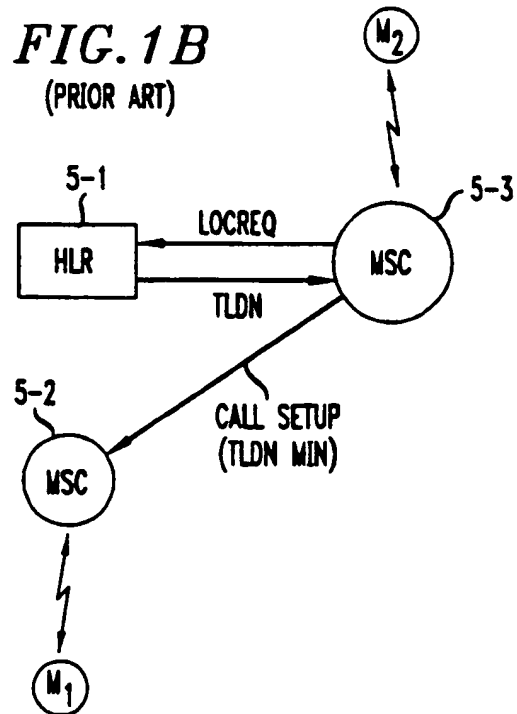 FIG. 1B
(PRIOR ART)
M2
5-1
5-3
HLR
LOCREQ
TLDN
MSC
5-2
CALL SETUP
(TLDN MIN)
MSC
M1